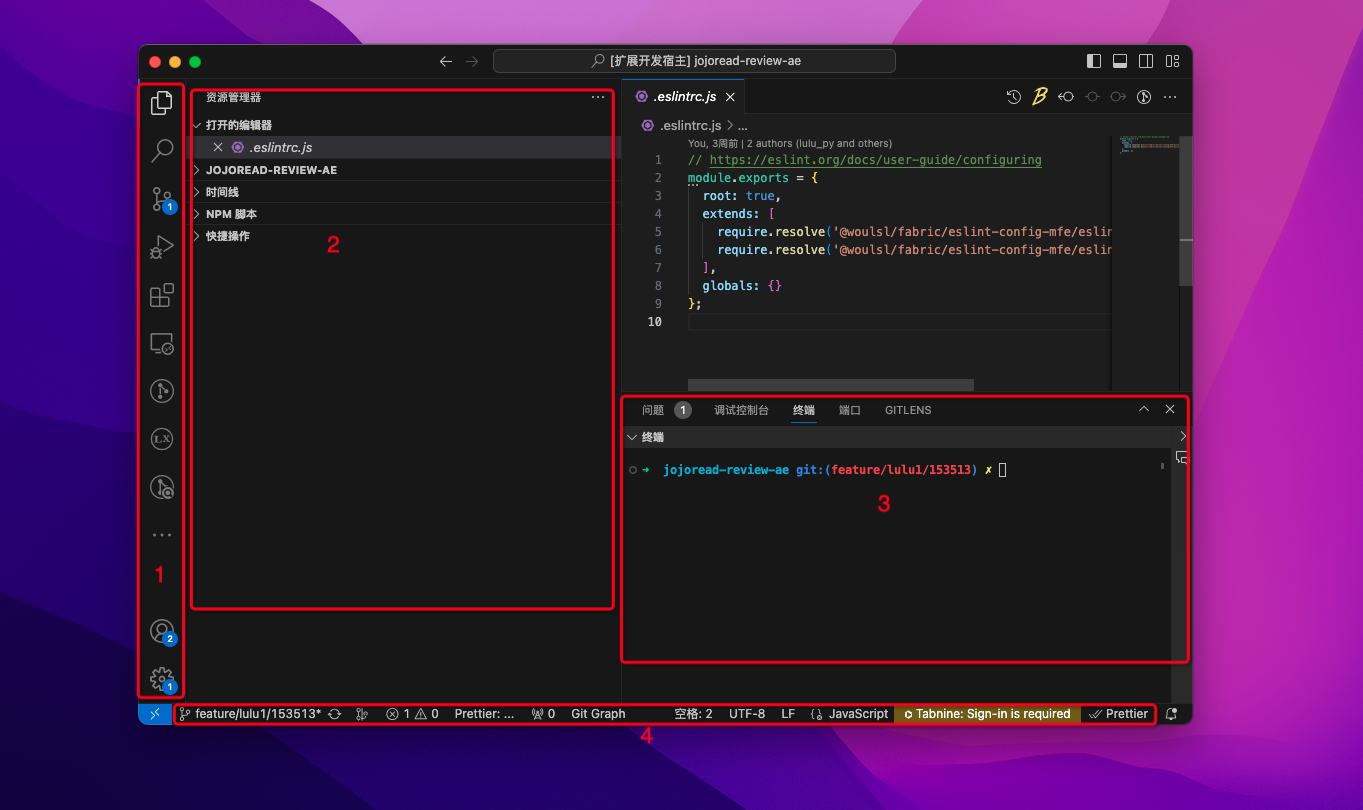 [扩展开发宿主] jojoread-review-ae
资源管理器
打开的编辑器
.eslintrc.js
JOJOREAD-REVIEW-AE
时间线
NPM 脚本
快捷操作
2
1
LX
1
2
1
.eslintrc.js
.eslintrc.js > ...
You, 3周前 | 2 authors (lulu_py and others)
1 // https://eslint.org/docs/user-guide/configuring
2 module.exports = {
3 root: true,
4 extends: [
5 require.resolve('@woulsl/fabric/eslint-config-mfe/eslin
6 require.resolve('@woulsl/fabric/eslint-config-mfe/eslin
7 ],
8 globals: {}
9 };
10
问题 1 调试控制台 终端 端口 GITLENS
终端
jojoread-review-ae git:(feature/lulu1/153513) ✗
3
feature/lulu1/153513* 1 0 Prettier: ... 0 Git Graph 空格: 2 UTF-8 LF JavaScript Tabnine: Sign-in is required Prettier
4